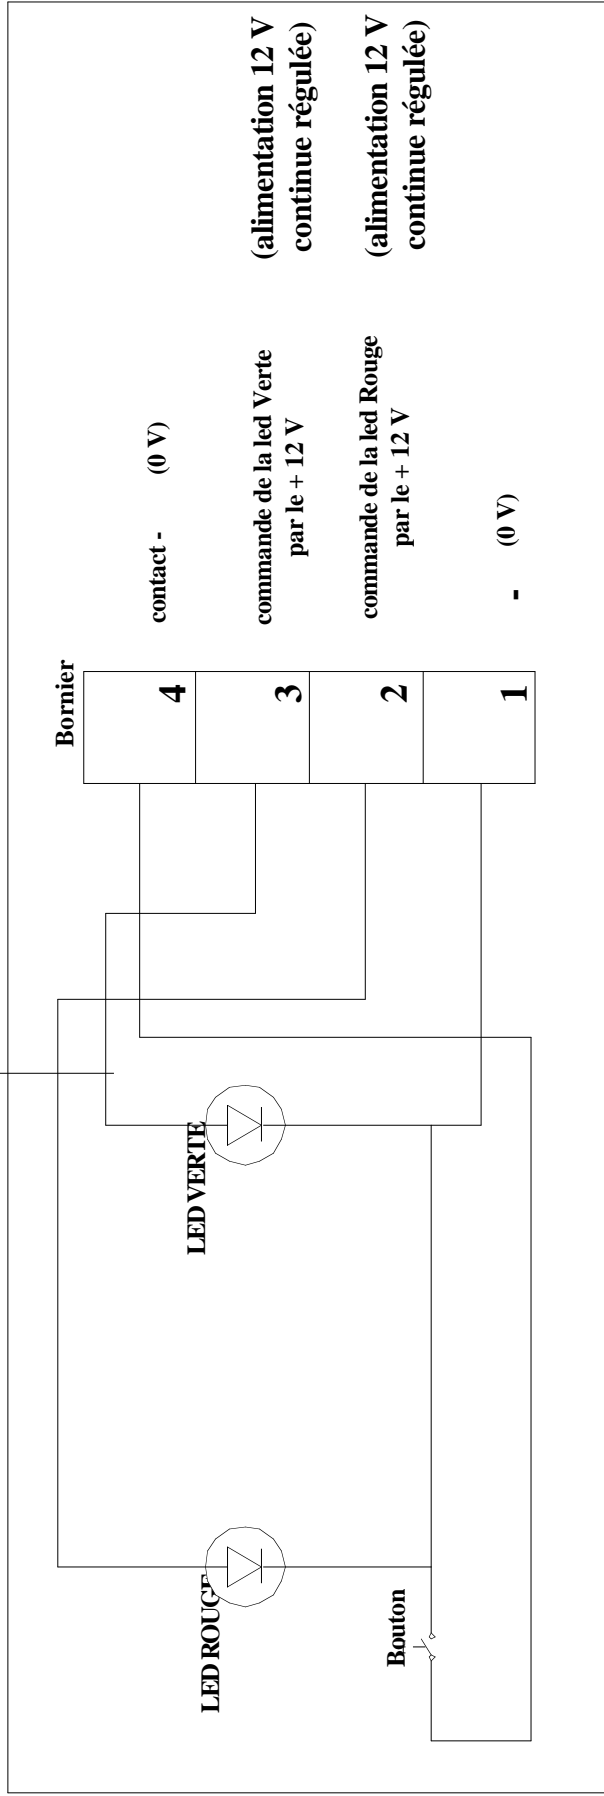 (alimentation 12 V
continue régulée)
(alimentation 12 V
continue régulée)
contact - (0 V)
commande de la led Verte
par le + 12 V
commande de la led Rouge
par le + 12 V
- (0 V)
Bornier
4
3
2
1
LED VERTE
LED ROUGE
Bouton